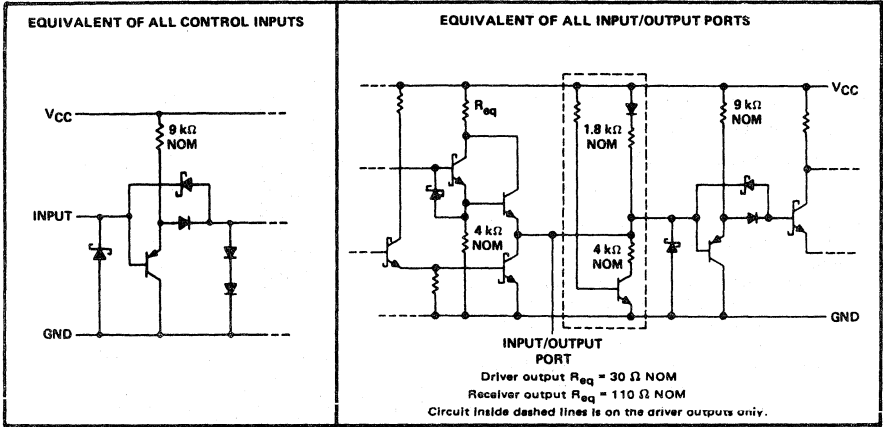 EQUIVALENT OF ALL CONTROL INPUTS
VCC
9 kΩ
NOM
INPUT
GND
EQUIVALENT OF ALL INPUT/OUTPUT PORTS
VCC
Req
1.8 kΩ
NOM
9 kΩ
NOM
4 kΩ
NOM
4 kΩ
NOM
GND
INPUT/OUTPUT
PORT
Driver output Req = 30 Ω NOM
Receiver output Req = 110 Ω NOM
Circuit inside dashed lines is on the driver outputs only.